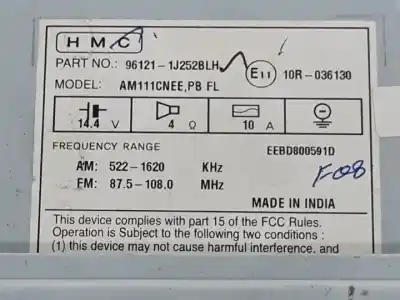 HMC
PART NO.: 96121-1J252BLH
E11 10R-036130
MODEL: AM111CNEE,PB FL
14.4 V 4 Ω 10 A
FREQUENCY RANGE EEBD800591D
AM: 522-1620 KHz
FM: 87.5-108.0 MHz
F008
MADE IN INDIA
This device complies with part 15 of the FCC Rules.
Operation is Subject to the following two conditions :
(1) this device may not cause harmful interference, and